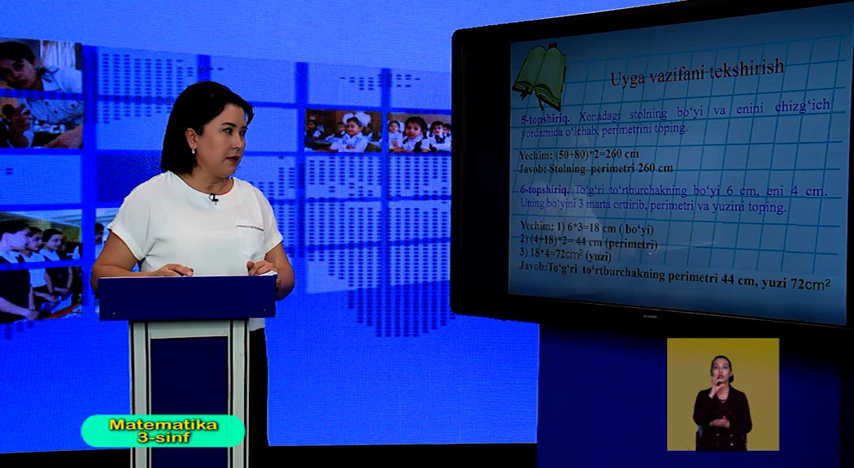 Uyga vazifani tekshirish
5-topshiriq. Xonadagi stolning bo‘yi va enini chizg‘ich
yordamida o‘lchab, perimetrini toping.
Yechim: (50+80)*2=260 cm
Javob: Stolning perimetri 260 cm
6-topshiriq. To‘g‘ri to‘rtburchakning bo‘yi 6 cm, eni 4 cm.
Uning bo‘yini 3 marta orttirib, perimetri va yuzini toping.
Yechim: 1) 6*3=18 cm ( bo‘yi)
2) (4+18)*2= 44 cm (perimetri)
3) 18*4=72cm² (yuzi)
Javob:To‘g‘ri to‘rtburchakning perimetri 44 cm, yuzi 72cm²
Matematika
3-sinf